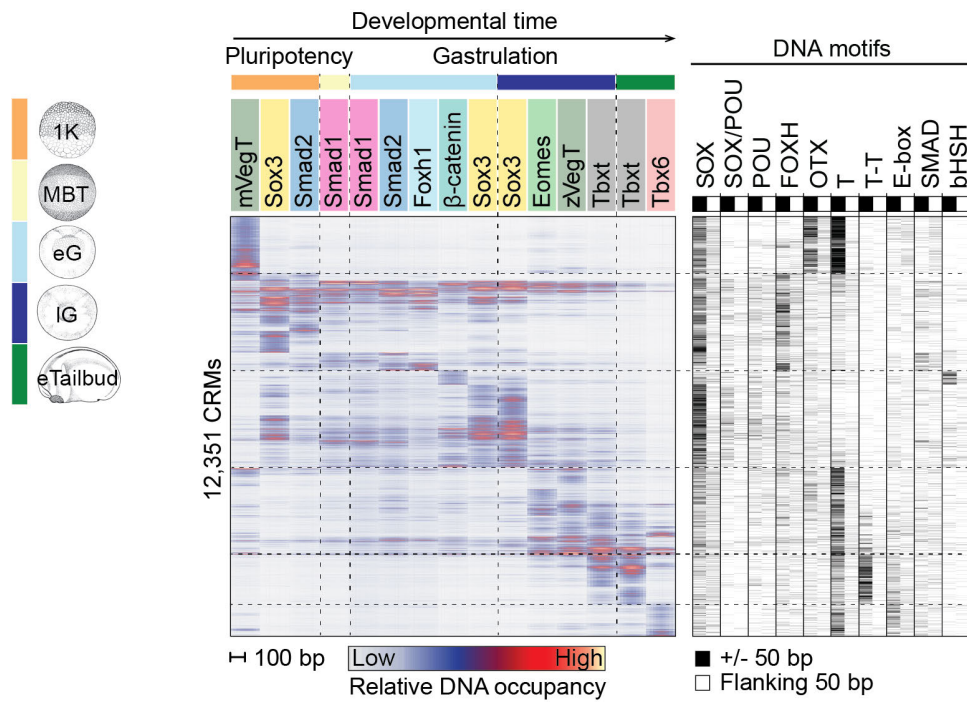 Developmental time
Pluripotency
Gastrulation
DNA motifs
1K
MBT
eG
lG
eTailbud
mVegT
Sox3
Smad2
Smad1
Smad1
Smad2
Foxh1
β-catenin
Sox3
Sox3
Eomes
zVegT
Tbxt
Tbxt
Tbx6
SOX
SOX/POU
POU
FOXH
OTX
T
T-T
E-box
SMAD
bHSH
12,351 CRMs
100 bp
Low
High
Relative DNA occupancy
+/- 50 bp
Flanking 50 bp